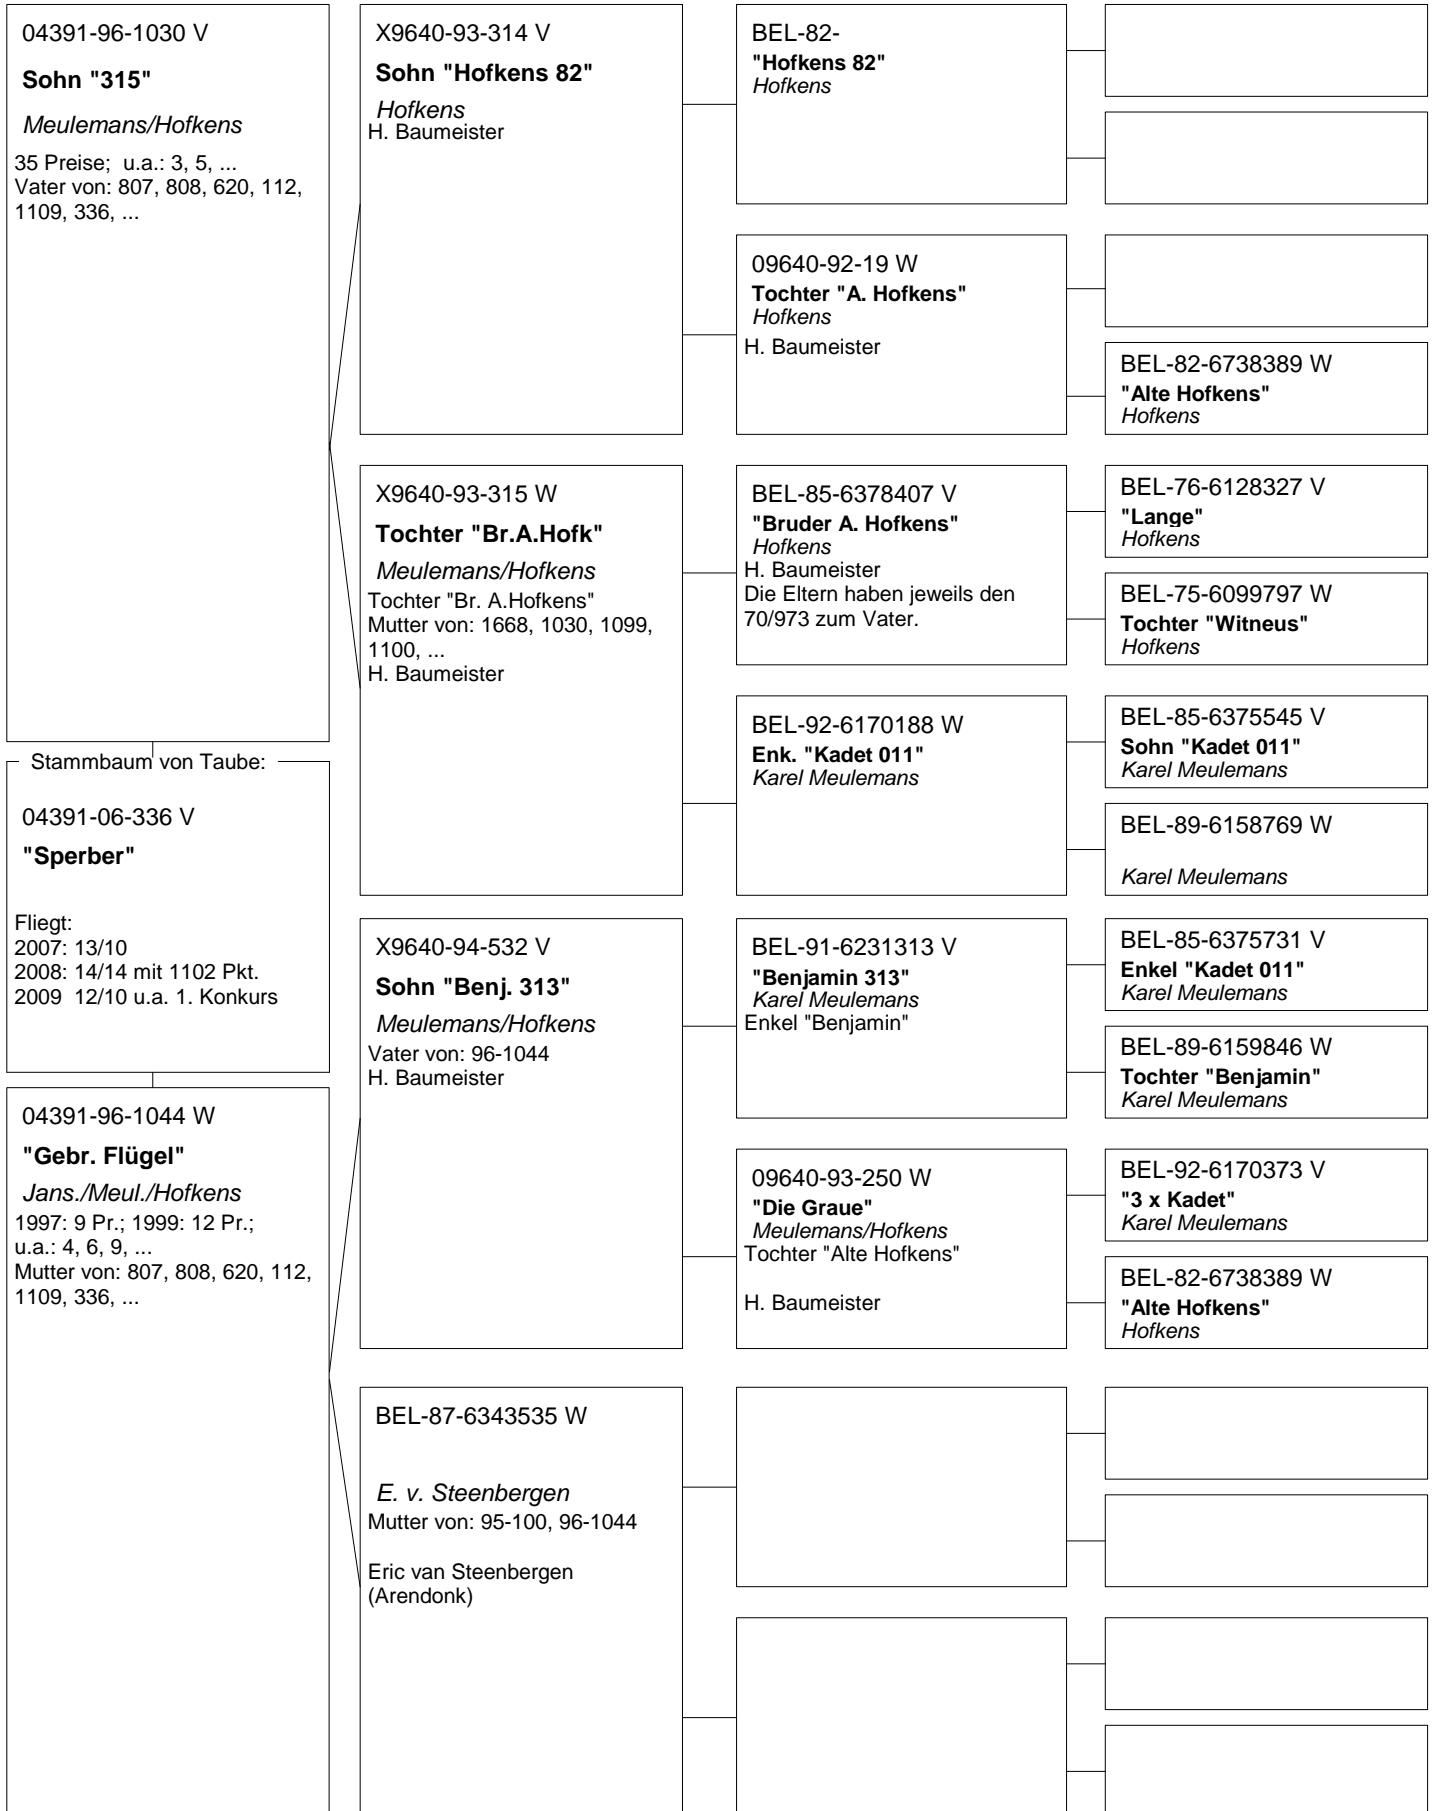 04391-96-1030 V
Sohn "315"
Meulemans/Hofkens
35 Preise;  u.a.: 3, 5, ...
Vater von: 807, 808, 620, 112,
1109, 336, ...
Stammbaum von Taube:
04391-06-336 V
"Sperber"
Fliegt:
2007: 13/10
2008: 14/14 mit 1102 Pkt.
2009  12/10 u.a. 1. Konkurs
04391-96-1044 W
"Gebr. Flügel"
Jans./Meul./Hofkens
1997: 9 Pr.; 1999: 12 Pr.;
u.a.: 4, 6, 9, ...
Mutter von: 807, 808, 620, 112,
1109, 336, ...
X9640-93-314 V
Sohn "Hofkens 82"
Hofkens
H. Baumeister
X9640-93-315 W
Tochter "Br.A.Hofk"
Meulemans/Hofkens
Tochter "Br. A.Hofkens"
Mutter von: 1668, 1030, 1099,
1100, ...
H. Baumeister
X9640-94-532 V
Sohn "Benj. 313"
Meulemans/Hofkens
Vater von: 96-1044
H. Baumeister
BEL-87-6343535 W
E. v. Steenbergen
Mutter von: 95-100, 96-1044
Eric van Steenbergen
(Arendonk)
BEL-82-
"Hofkens 82"
Hofkens
09640-92-19 W
Tochter "A. Hofkens"
Hofkens
H. Baumeister
BEL-85-6378407 V
"Bruder A. Hofkens"
Hofkens
H. Baumeister
Die Eltern haben jeweils den
70/973 zum Vater.
BEL-92-6170188 W
Enk. "Kadet 011"
Karel Meulemans
BEL-91-6231313 V
"Benjamin 313"
Karel Meulemans
Enkel "Benjamin"
09640-93-250 W
"Die Graue"
Meulemans/Hofkens
Tochter "Alte Hofkens"
H. Baumeister
BEL-82-6738389 W
"Alte Hofkens"
Hofkens
BEL-76-6128327 V
"Lange"
Hofkens
BEL-75-6099797 W
Tochter "Witneus"
Hofkens
BEL-85-6375545 V
Sohn "Kadet 011"
Karel Meulemans
BEL-89-6158769 W
Karel Meulemans
BEL-85-6375731 V
Enkel "Kadet 011"
Karel Meulemans
BEL-89-6159846 W
Tochter "Benjamin"
Karel Meulemans
BEL-92-6170373 V
"3 x Kadet"
Karel Meulemans
BEL-82-6738389 W
"Alte Hofkens"
Hofkens